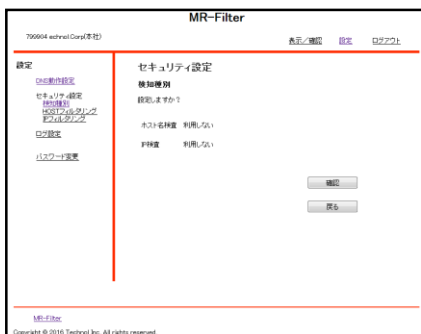 MR-Filter
799904 technol.Corp(本社)
表示/確認 設定 ログアウト
設定
DNS動作設定
セキュリティ設定
検知種別
HOSTフィルタリング
IPフィルタリング
ログ設定
パスワード変更
セキュリティ設定
検知種別
設定しますか？
ホスト名検査 利用しない
IP検査 利用しない
確認
戻る
MR-Filter
Copyright © 2016 Technol Inc. All rights reserved.